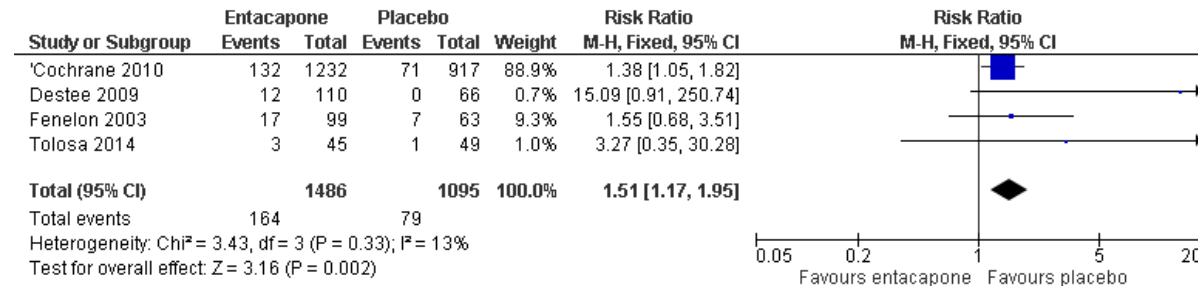 Entacapone Placebo Risk Ratio Risk Ratio
Study or Subgroup Events Total Events Total Weight M-H, Fixed, 95% CI M-H, Fixed, 95% CI
'Cochrane 2010 132 1232 71 917 88.9% 1.38 [1.05, 1.82]
Destee 2009 12 110 0 66 0.7% 15.09 [0.91, 250.74]
Fenelon 2003 17 99 7 63 9.3% 1.55 [0.68, 3.51]
Tolosa 2014 3 45 1 49 1.0% 3.27 [0.35, 30.28]
Total (95% CI) 1486 1095 100.0% 1.51 [1.17, 1.95]
Total events 164 79
Heterogeneity: Chi² = 3.43, df = 3 (P = 0.33); I² = 13%
Test for overall effect: Z = 3.16 (P = 0.002)
0.05 0.2 1 5 20
Favours entacapone Favours placebo